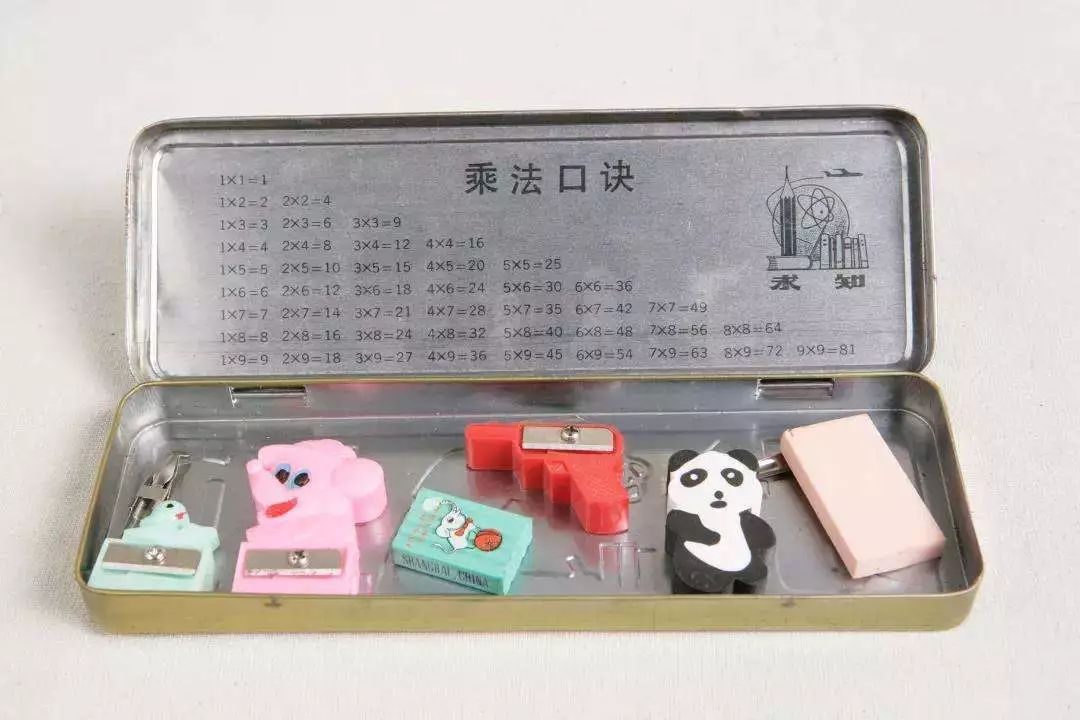 乘法口诀
1×1=1
1×2=2 2×2=4
1×3=3 2×3=6 3×3=9
1×4=4 2×4=8 3×4=12 4×4=16
1×5=5 2×5=10 3×5=15 4×5=20 5×5=25
1×6=6 2×6=12 3×6=18 4×6=24 5×6=30 6×6=36
1×7=7 2×7=14 3×7=21 4×7=28 5×7=35 6×7=42 7×7=49
1×8=8 2×8=16 3×8=24 4×8=32 5×8=40 6×8=48 7×8=56 8×8=64
1×9=9 2×9=18 3×9=27 4×9=36 5×9=45 6×9=54 7×9=63 8×9=72 9×9=81
求知
SHANGHAI CHINA